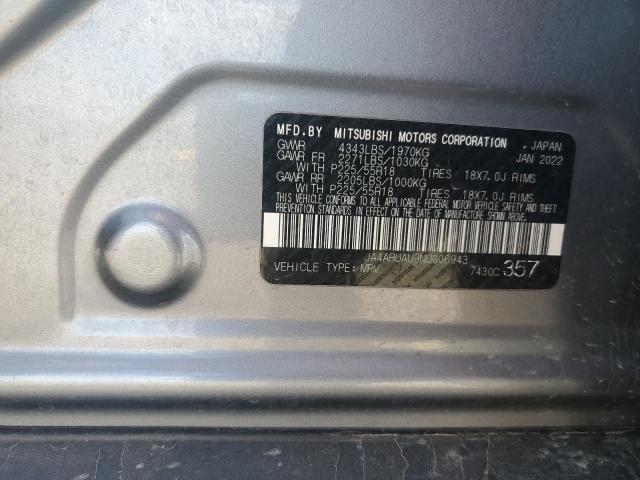 MFD.BY MITSUBISHI MOTORS CORPORATION . JAPAN
GVWR 4343LBS/1970KG JAN 2022
GAWR FR 2271LBS/1030KG
WITH P225/55R18 TIRES 18X7.0J RIMS
GAWR RR 2205LBS/1000KG
WITH P225/55R18 TIRES 18X7.0J RIMS
THIS VEHICLE CONFORMS TO ALL APPLICABLE FEDERAL MOTOR VEHICLE SAFETY AND THEFT
PREVENTION STANDARDS IN EFFECT ON THE DATE OF MANUFACTURE SHOWN ABOVE.
JA4ARUAU9NU006943
VEHICLE TYPE: MPV 7430C 357